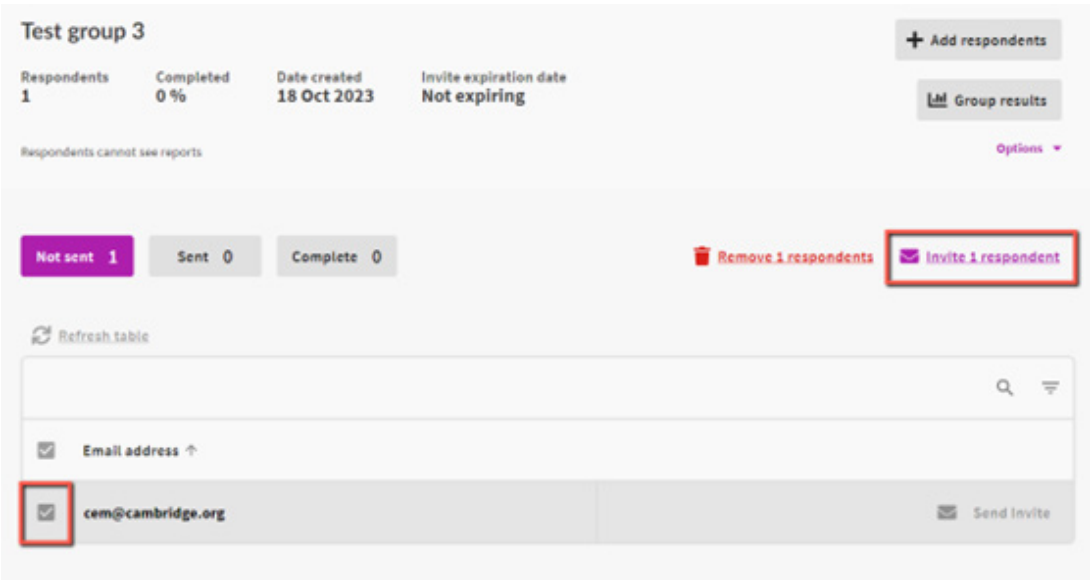 Test group 3
+ Add respondents
Respondents Completed Date created Invite expiration date
1 0 % 18 Oct 2023 Not expiring
Group results
Respondents cannot see reports
Options
Not sent 1 Sent 0 Complete 0 Remove 1 respondents Invite 1 respondent
Refresh table
Email address ↑
cem@cambridge.org Send Invite